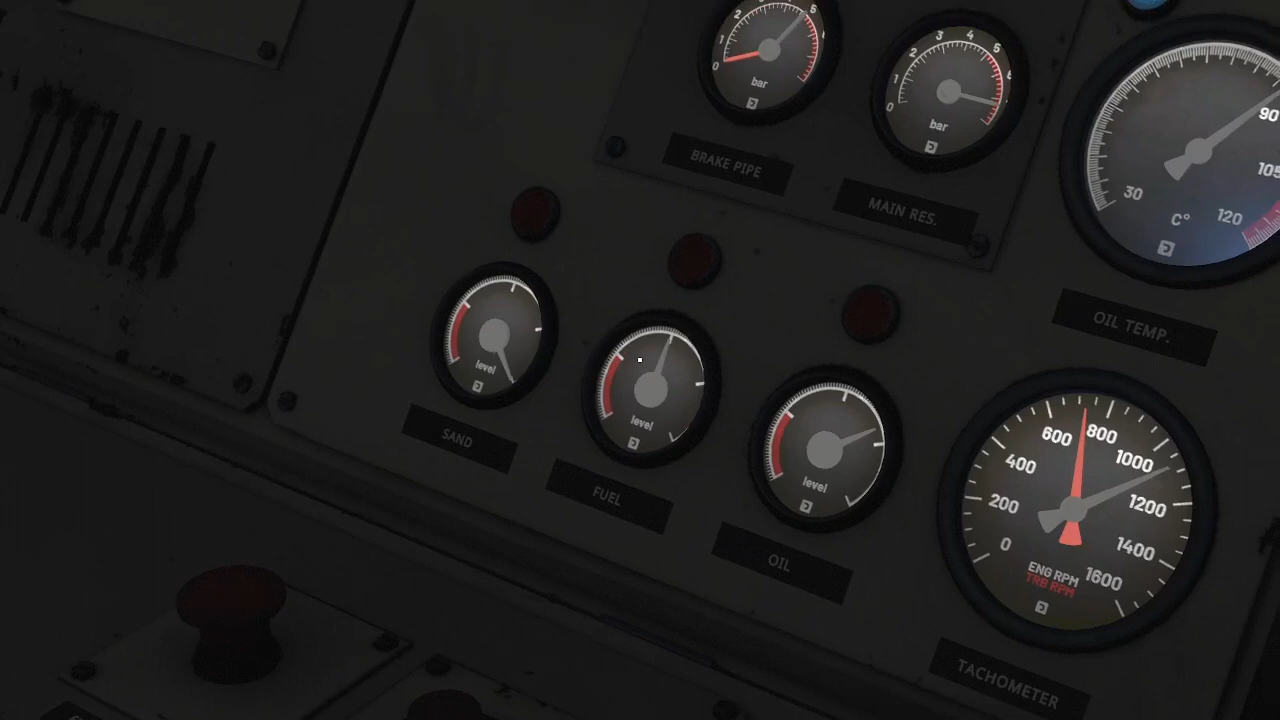 0 1 2 5
bar
BRAKE PIPE
0 1 2 3 4 5 6
bar
MAIN RES.
30 90 105 120
C°
OIL TEMP.
level
SAND
level
FUEL
level
OIL
0 200 400 600 800 1000 1200 1400 1600
ENG RPM
TRB RPM
TACHOMETER